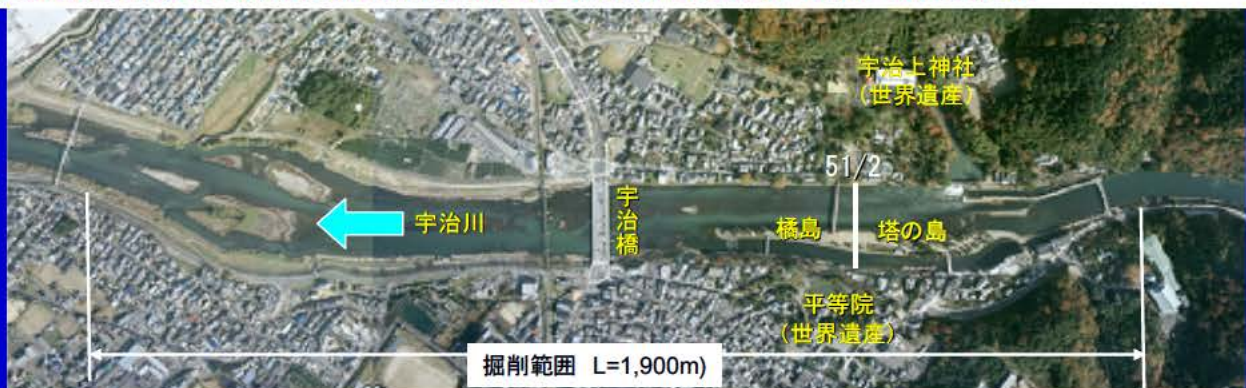 宇治上神社
(世界遺産)
51/2
宇治川
宇治橋
橘島
塔の島
平等院
(世界遺産)
掘削範囲 L=1,900m)